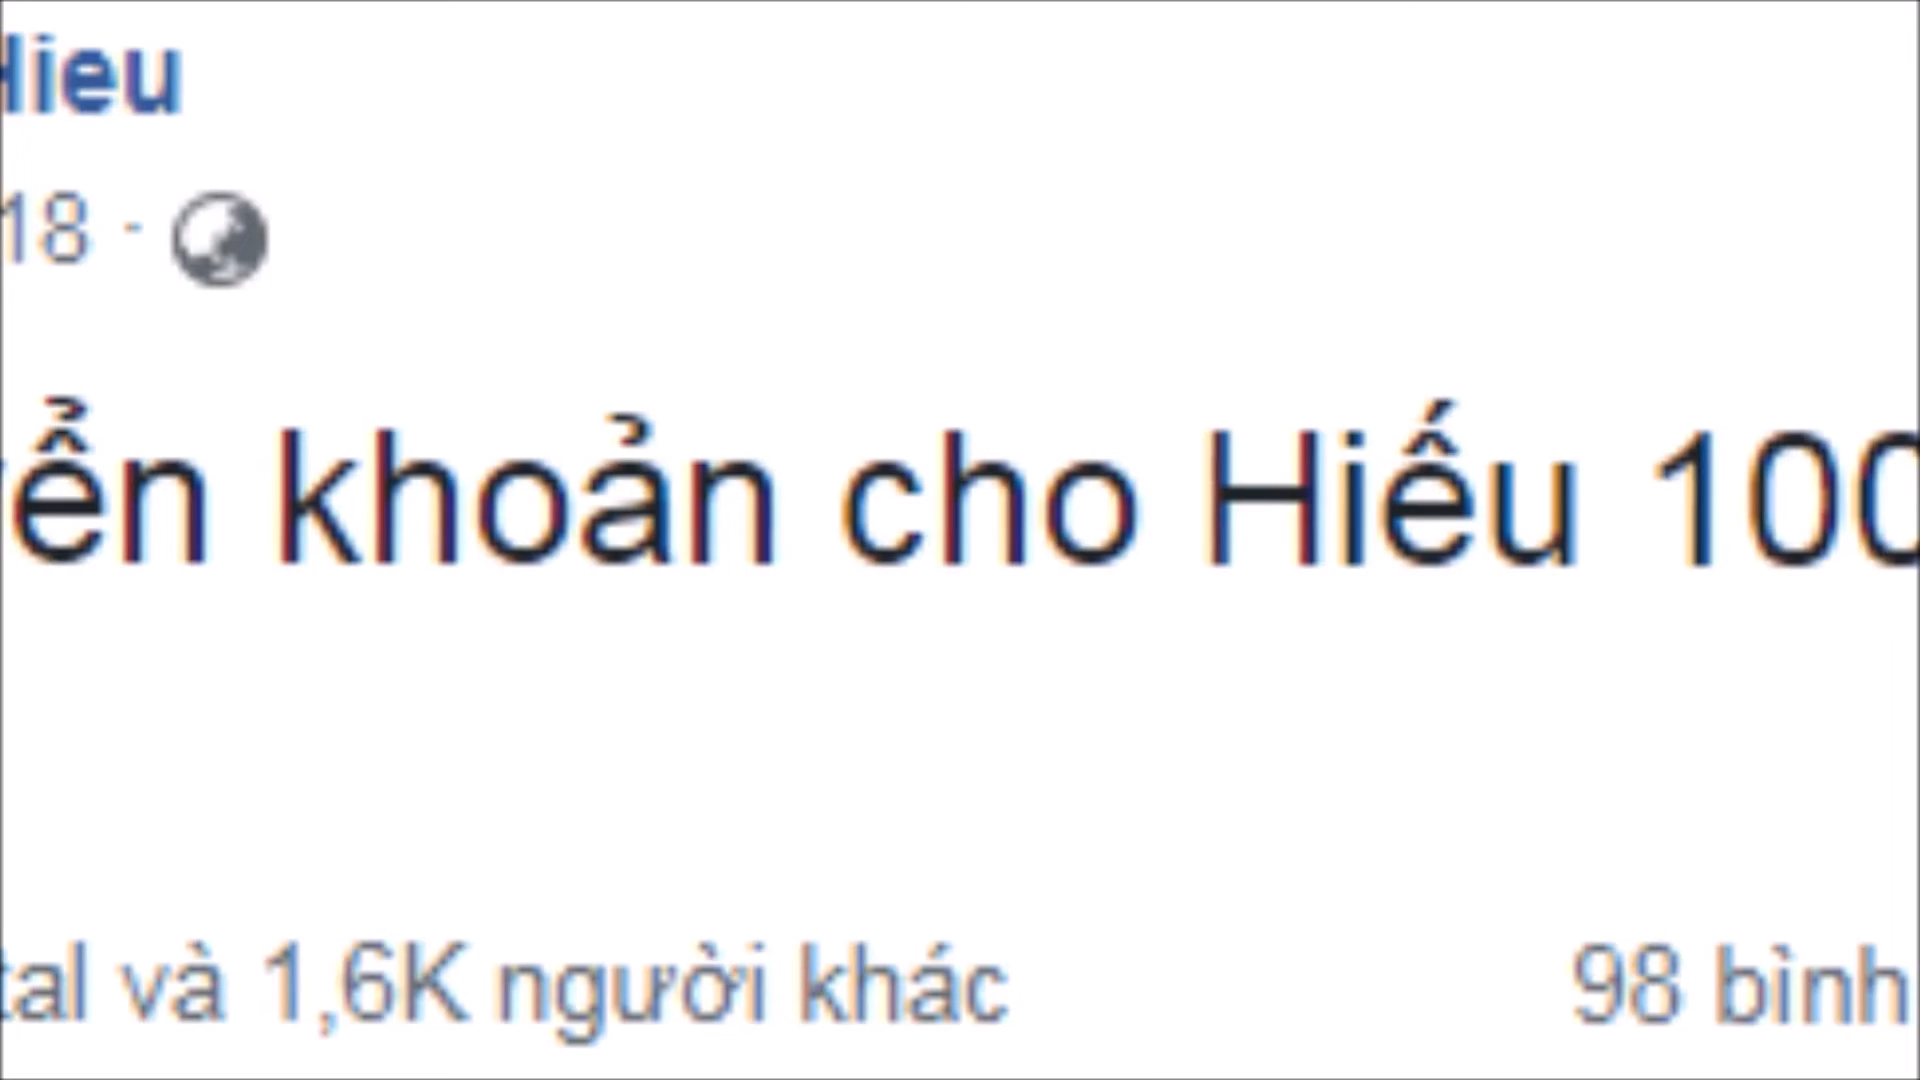 Hieu
18 ·
ển khoản cho Hiếu 100
tal và 1,6K người khác
98 bình